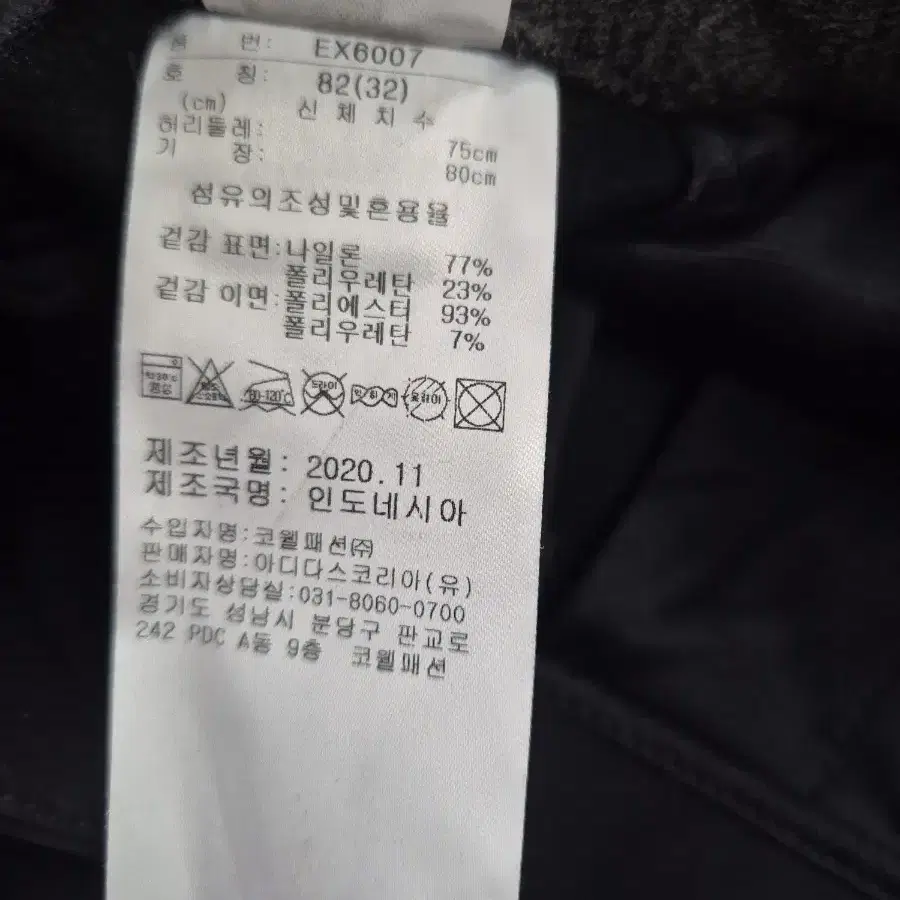 품 번: EX6007
호 칭: 82(32)
(cm) 신 체 치 수
허리둘레: 75cm
기 장: 80cm
섬유의조성및혼용율
겉감 표면:나일론 77%
폴리우레탄 23%
겉감 이면:폴리에스터 93%
폴리우레탄 7%
80-120℃ 드라이
제조년월: 2020.11
제조국명: 인도네시아
수입자명:코웰패션㈜
판매자명:아디다스코리아(유)
소비자상담실:031-8060-0700
경기도 성남시 분당구 판교로
242 PDC A동 9층 코웰패션